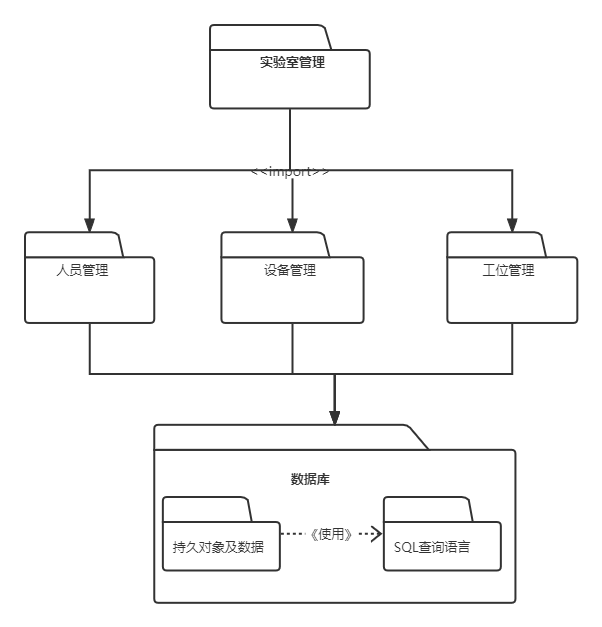 实验室管理
<<import>>
人员管理
设备管理
工位管理
数据库
持久对象及数据
《使用》
SQL查询语言